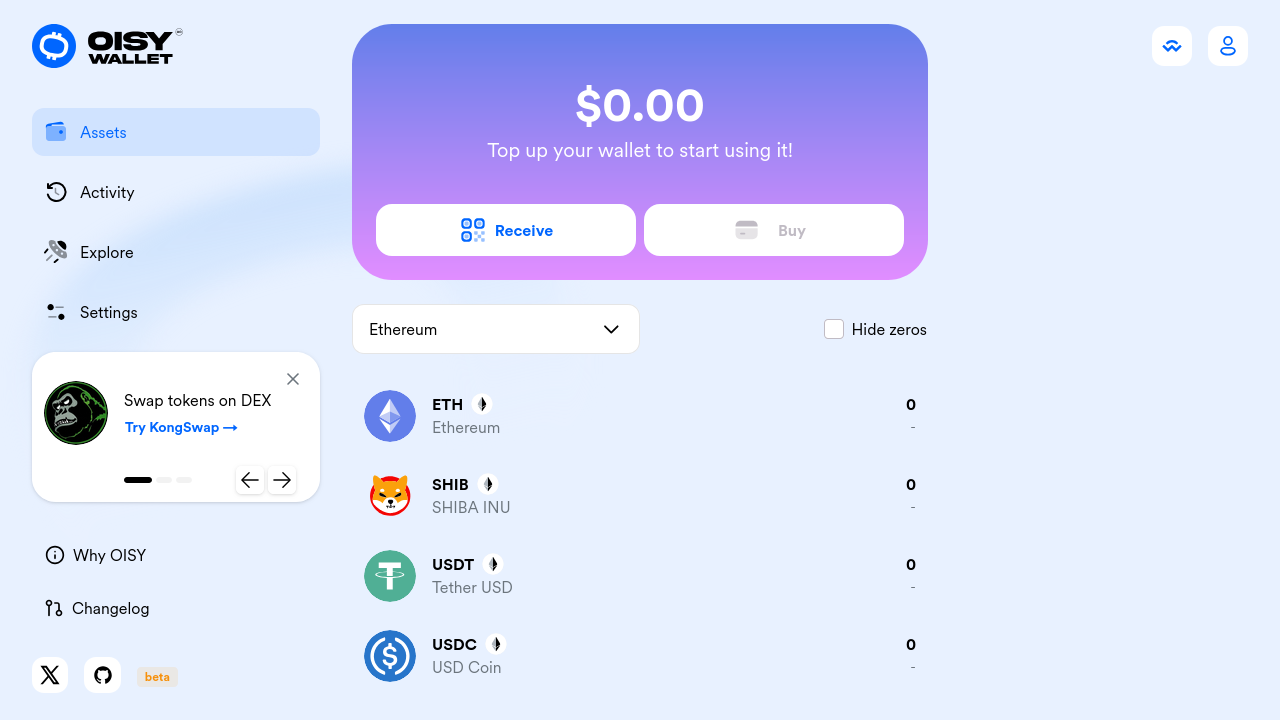 OISY
WALLET
Assets
Activity
Explore
Settings
Swap tokens on DEX
Try KongSwap →
Why OISY
Changelog
beta
$0.00
Top up your wallet to start using it!
Receive
Buy
Ethereum
Hide zeros
ETH
0
Ethereum
-
SHIB
0
SHIBA INU
-
USDT
0
Tether USD
-
USDC
0
USD Coin
-